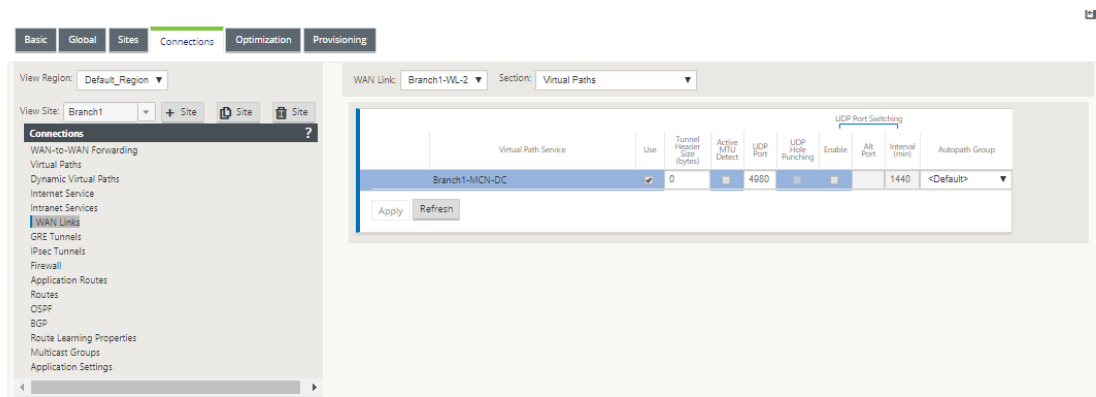 Basic Global Sites Connections Optimization Provisioning
View Region: Default_Region
WAN Link: Branch1-WL-2 Section: Virtual Paths
View Site: Branch1 + Site Site Site
Connections ?
WAN-to-WAN Forwarding
Virtual Paths
Dynamic Virtual Paths
Internet Service
Intranet Services
WAN Links
GRE Tunnels
IPsec Tunnels
Firewall
Application Routes
Routes
OSPF
BGP
Route Learning Properties
Multicast Groups
Application Settings
UDP Port Switching
Virtual Path Service Use Tunnel Header Size (bytes) Active MTU Detect UDP Port UDP Hole Punching Enable Alt Port Interval (min) Autopath Group
Branch1-MCN-DC 0 4980 1440 <Default>
Apply Refresh